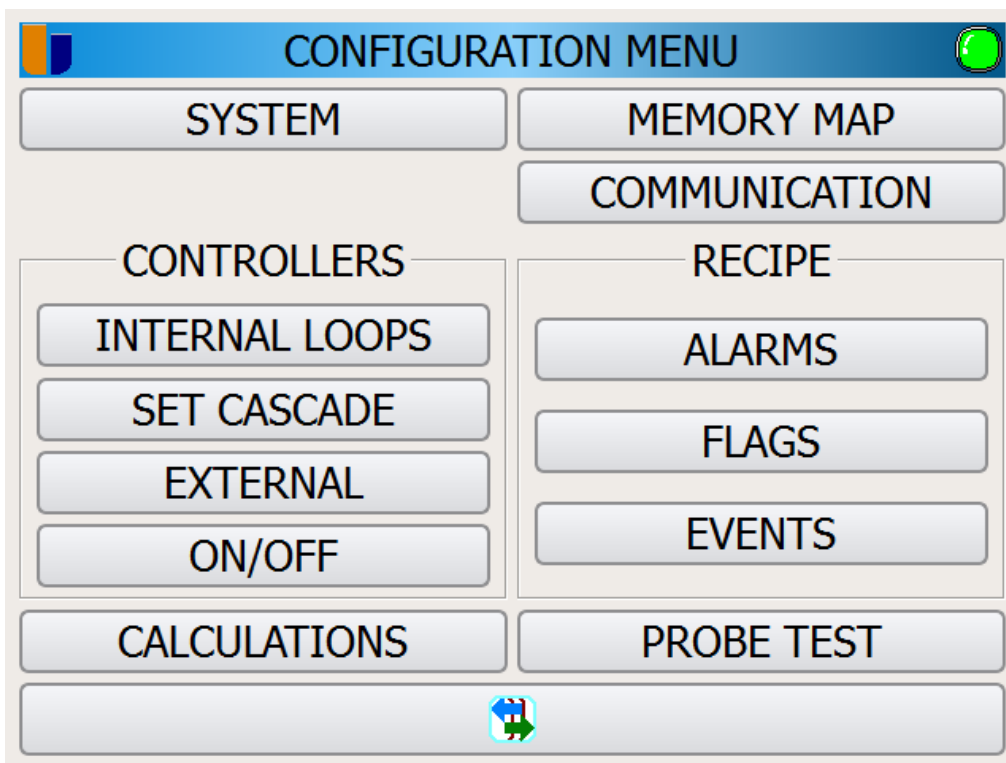 CONFIGURATION MENU
SYSTEM
MEMORY MAP
COMMUNICATION
CONTROLLERS
INTERNAL LOOPS
SET CASCADE
EXTERNAL
ON/OFF
RECIPE
ALARMS
FLAGS
EVENTS
CALCULATIONS
PROBE TEST